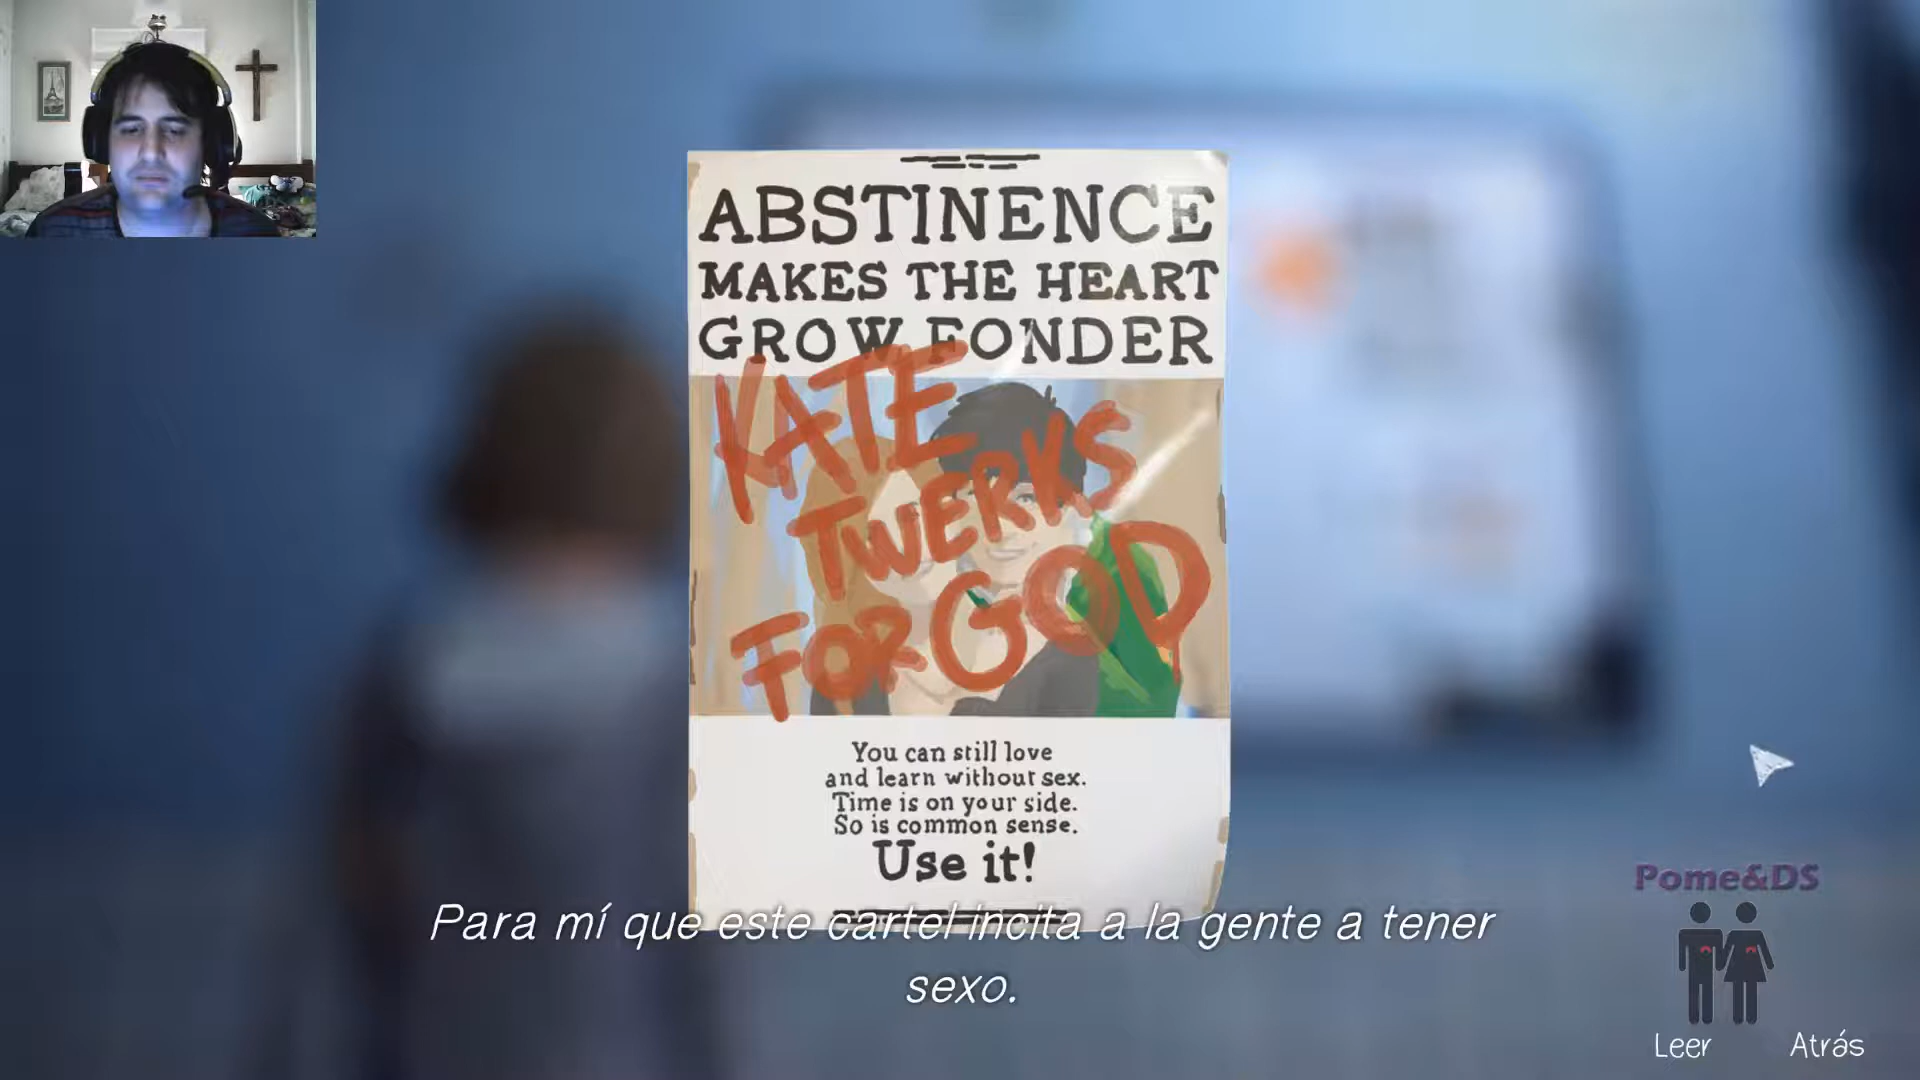 ABSTINENCE
MAKES THE HEART
GROW FONDER
KATE
TWERKS
FOR GOD
You can still love
and learn without sex.
Time is on your side.
So is common sense.
Use it!
Para mí que este cartel incita a la gente a tener
sexo.
Pome&DS
Leer
Atrás